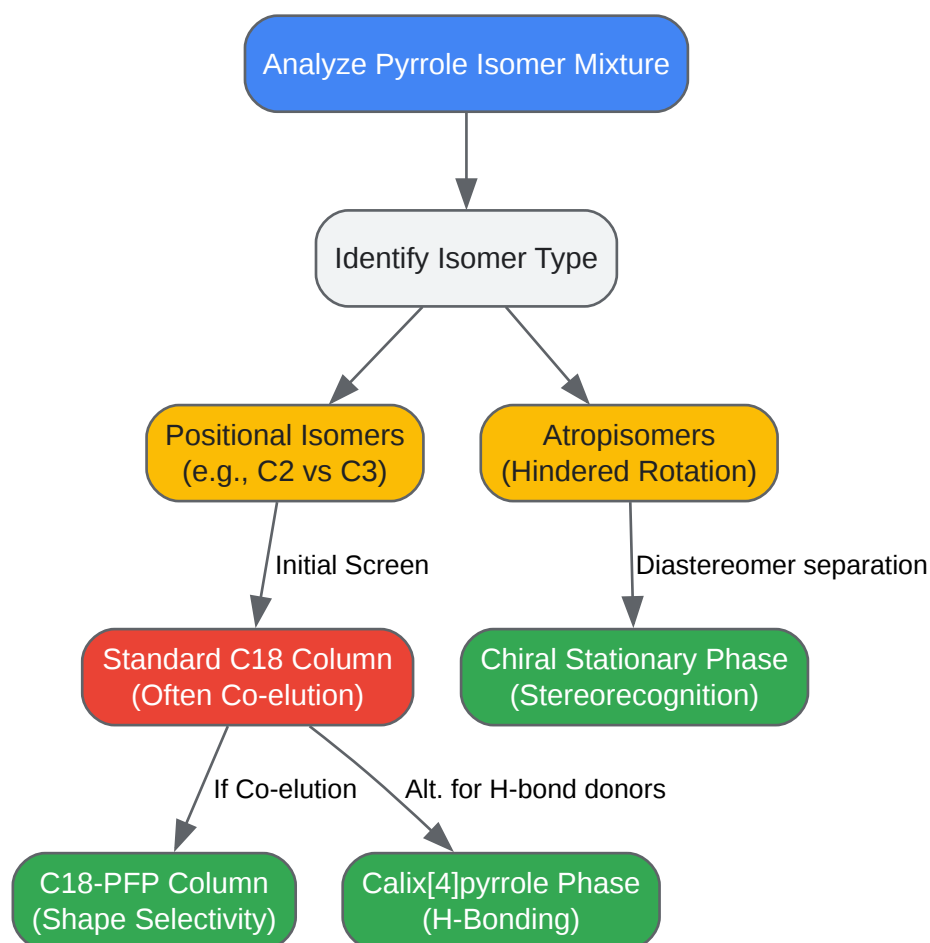 Analyze Pyrrole Isomer Mixture
Identify Isomer Type
Positional Isomers
(e.g., C2 vs C3)
Atropisomers
(Hindered Rotation)
Initial Screen
Diastereomer separation
Standard C18 Column
(Often Co-elution)
Chiral Stationary Phase
(Stereorecognition)
If Co-elution
Alt. for H-bond donors
C18-PFP Column
(Shape Selectivity)
Calix[4]pyrrole Phase
(H-Bonding)